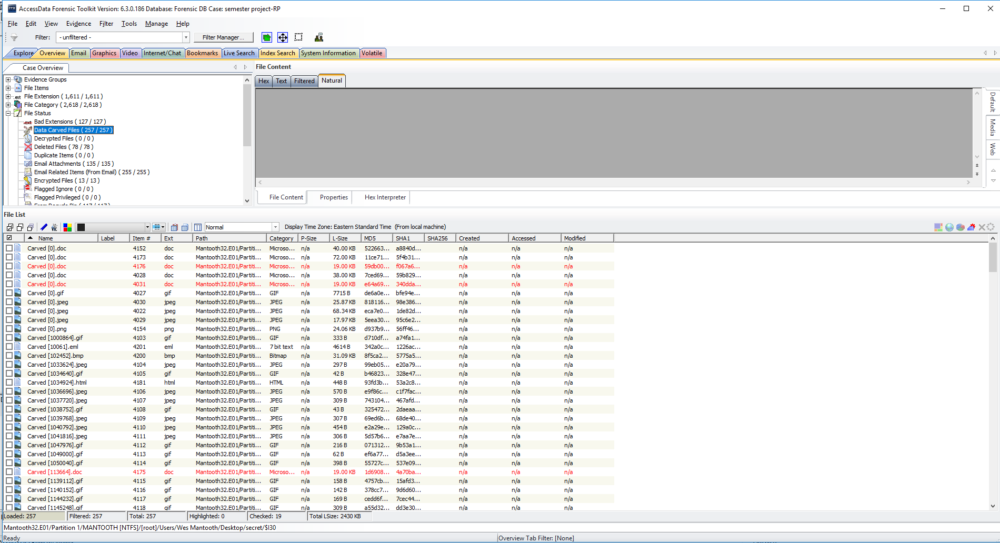 AccessData Forensic Toolkit Version: 6.3.0.186 Database: Forensic DB Case: semester project-RP
File Edit View Evidence Filter Tools Manage Help
Filter: - unfiltered - Filter Manager...
Explore Overview Email Graphics Video Internet/Chat Bookmarks Live Search Index Search System Information Volatile
Case Overview
Evidence Groups
File Items
File Extension ( 1,611 / 1,611 )
File Category ( 2,618 / 2,618 )
File Status
Bad Extensions ( 127 / 127 )
Data Carved Files ( 257 / 257 )
Decrypted Files ( 0 / 0 )
Deleted Files ( 78 / 78 )
Duplicate Items ( 0 / 0 )
Email Attachments ( 135 / 135 )
Email Related Items (From Email) ( 255 / 255 )
Encrypted Files ( 13 / 13 )
Flagged Ignore ( 0 / 0 )
Flagged Privileged ( 0 / 0 )
From Recycle Bin ( 117 / 117 )
File Content
Hex Text Filtered Natural
Default
Media
Web
File Content Properties Hex Interpreter
File List
Normal Display Time Zone: Eastern Standard Time (From local machine)
Name Label Item # Ext Path Category P-Size L-Size MD5 SHA1 SHA256 Created Accessed Modified
Carved [0].doc 4152 doc Mantooth32.E01/Partiti... Microso... n/a 40.00 KB 522663... a8840d... n/a n/a n/a
Carved [0].doc 4173 doc Mantooth32.E01/Partiti... Microso... n/a 72.00 KB 11ce71... 5f4b31... n/a n/a n/a
Carved [0].doc 4176 doc Mantooth32.E01/Partiti... Microso... n/a 19.00 KB 59db00... f067a6... n/a n/a n/a
Carved [0].doc 4028 doc Mantooth32.E01/Partiti... Microso... n/a 38.00 KB 7ced69... 59b829... n/a n/a n/a
Carved [0].doc 4031 doc Mantooth32.E01/Partiti... Microso... n/a 19.00 KB e64a69... 340dda... n/a n/a n/a
Carved [0].gif 4027 gif Mantooth32.E01/Partiti... GIF n/a 7715 B de6a0e... bfe94e... n/a n/a n/a
Carved [0].jpeg 4030 jpeg Mantooth32.E01/Partiti... JPEG n/a 25.87 KB 818116... 98e386... n/a n/a n/a
Carved [0].jpeg 4022 jpeg Mantooth32.E01/Partiti... JPEG n/a 68.34 KB eca7e0... 1de82d... n/a n/a n/a
Carved [0].jpeg 4029 jpeg Mantooth32.E01/Partiti... JPEG n/a 17.97 KB 5eea30... 95c6e2... n/a n/a n/a
Carved [0].png 4154 png Mantooth32.E01/Partiti... PNG n/a 24.06 KB d937b9... 56ff46... n/a n/a n/a
Carved [1000864].gif 4103 gif Mantooth32.E01/Partiti... GIF n/a 333 B d710df... a74fa1... n/a n/a n/a
Carved [10061].eml 4201 eml Mantooth32.E01/Partiti... 7 bit text n/a 4614 B 342a0c... 1226ac... n/a n/a n/a
Carved [102452].bmp 4200 bmp Mantooth32.E01/Partiti... Bitmap n/a 31.09 KB 8f5ca2... 5775a5... n/a n/a n/a
Carved [1033624].jpeg 4104 jpeg Mantooth32.E01/Partiti... JPEG n/a 297 B 99eb05... e20a79... n/a n/a n/a
Carved [1034640].gif 4105 gif Mantooth32.E01/Partiti... GIF n/a 42 B b46823... 328e47... n/a n/a n/a
Carved [1034924].html 4181 html Mantooth32.E01/Partiti... HTML n/a 448 B 93fd3b... 53a2c8... n/a n/a n/a
Carved [1036696].jpeg 4106 jpeg Mantooth32.E01/Partiti... JPEG n/a 570 B e9f86c... c1f7fac... n/a n/a n/a
Carved [1037720].jpeg 4107 jpeg Mantooth32.E01/Partiti... JPEG n/a 309 B 743104... 467afd... n/a n/a n/a
Carved [1038752].gif 4108 gif Mantooth32.E01/Partiti... GIF n/a 43 B 325472... 2daeaa... n/a n/a n/a
Carved [1039768].jpeg 4109 jpeg Mantooth32.E01/Partiti... JPEG n/a 307 B 69ed6b... 68de40... n/a n/a n/a
Carved [1040792].jpeg 4110 jpeg Mantooth32.E01/Partiti... JPEG n/a 454 B e2a29e... 129a0c... n/a n/a n/a
Carved [1041816].jpeg 4111 jpeg Mantooth32.E01/Partiti... JPEG n/a 306 B 5d57b6... e7aa7e... n/a n/a n/a
Carved [1047976].gif 4112 gif Mantooth32.E01/Partiti... GIF n/a 216 B 071312... 9b53a1... n/a n/a n/a
Carved [1049000].gif 4113 gif Mantooth32.E01/Partiti... GIF n/a 62 B ef6a77... d5a3ee... n/a n/a n/a
Carved [1050040].gif 4114 gif Mantooth32.E01/Partiti... GIF n/a 398 B 55727c... 537e09... n/a n/a n/a
Carved [113664].doc 4175 doc Mantooth32.E01/Partiti... Microso... n/a 19.00 KB 1d6908... 4a70ba... n/a n/a n/a
Carved [1139112].gif 4115 gif Mantooth32.E01/Partiti... GIF n/a 158 B 4757cb... 15afd3... n/a n/a n/a
Carved [1140152].gif 4116 gif Mantooth32.E01/Partiti... GIF n/a 142 B 378cc7... 9d6d60... n/a n/a n/a
Carved [1144232].gif 4117 gif Mantooth32.E01/Partiti... GIF n/a 169 B cedd6f... 7cec44... n/a n/a n/a
Carved [1145248].gif 4118 gif Mantooth32.E01/Partiti... GIF n/a 309 B a55d32... dd3e30... n/a n/a n/a
Loaded: 257 Filtered: 257 Total: 257 Highlighted: 0 Checked: 19 Total LSize: 2430 KB
Mantooth32.E01/Partition 1/MANTOOTH [NTFS]/[root]/Users/Wes Mantooth/Desktop/secret/$I30
Ready Overview Tab Filter: [None]